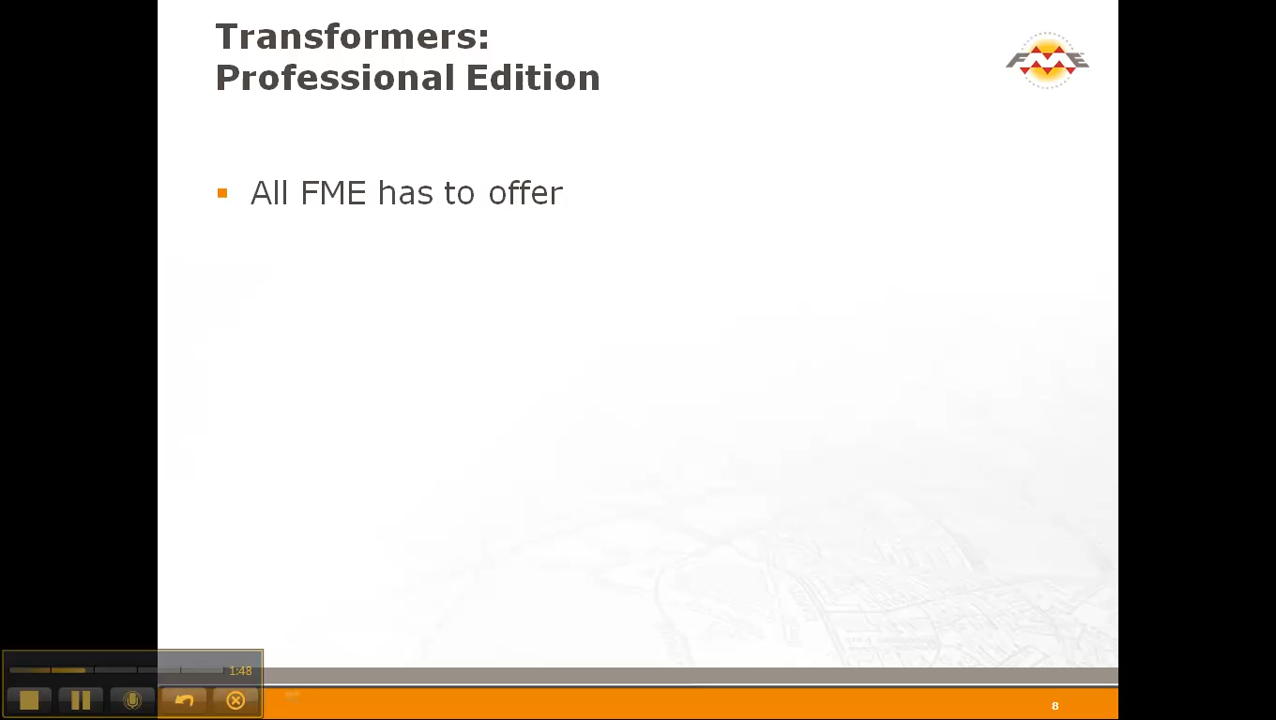 Transformers:
Professional Edition
FME
All FME has to offer
1:48
8